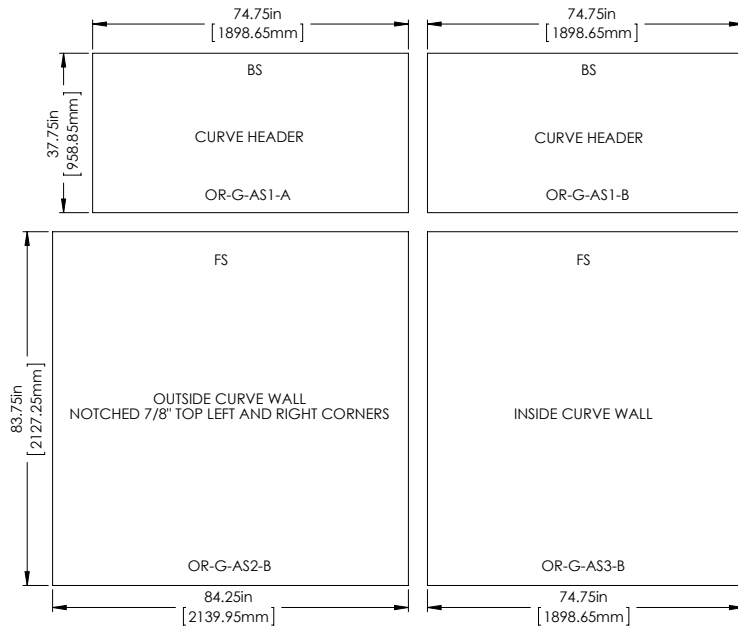 74.75in
[1898.65mm]
74.75in
[1898.65mm]
37.75in
[958.85mm]
BS
CURVE HEADER
OR-G-AS1-A
BS
CURVE HEADER
OR-G-AS1-B
83.75in
[2127.25mm]
FS
OUTSIDE CURVE WALL
NOTCHED 7/8" TOP LEFT AND RIGHT CORNERS
OR-G-AS2-B
FS
INSIDE CURVE WALL
OR-G-AS3-B
84.25in
[2139.95mm]
74.75in
[1898.65mm]